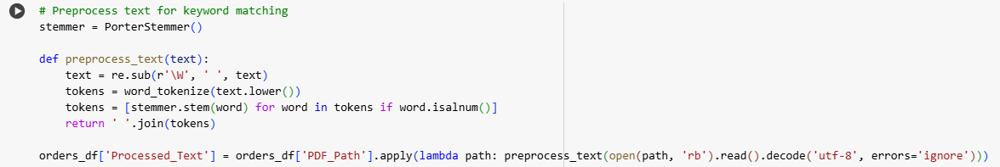 # Preprocess text for keyword matching
stemmer = PorterStemmer()
def preprocess_text(text):
    text = re.sub(r'\W', ' ', text)
    tokens = word_tokenize(text.lower())
    tokens = [stemmer.stem(word) for word in tokens if word.isalnum()]
    return ' '.join(tokens)
orders_df['Processed_Text'] = orders_df['PDF_Path'].apply(lambda path: preprocess_text(open(path, 'rb').read().decode('utf-8', errors='ignore')))